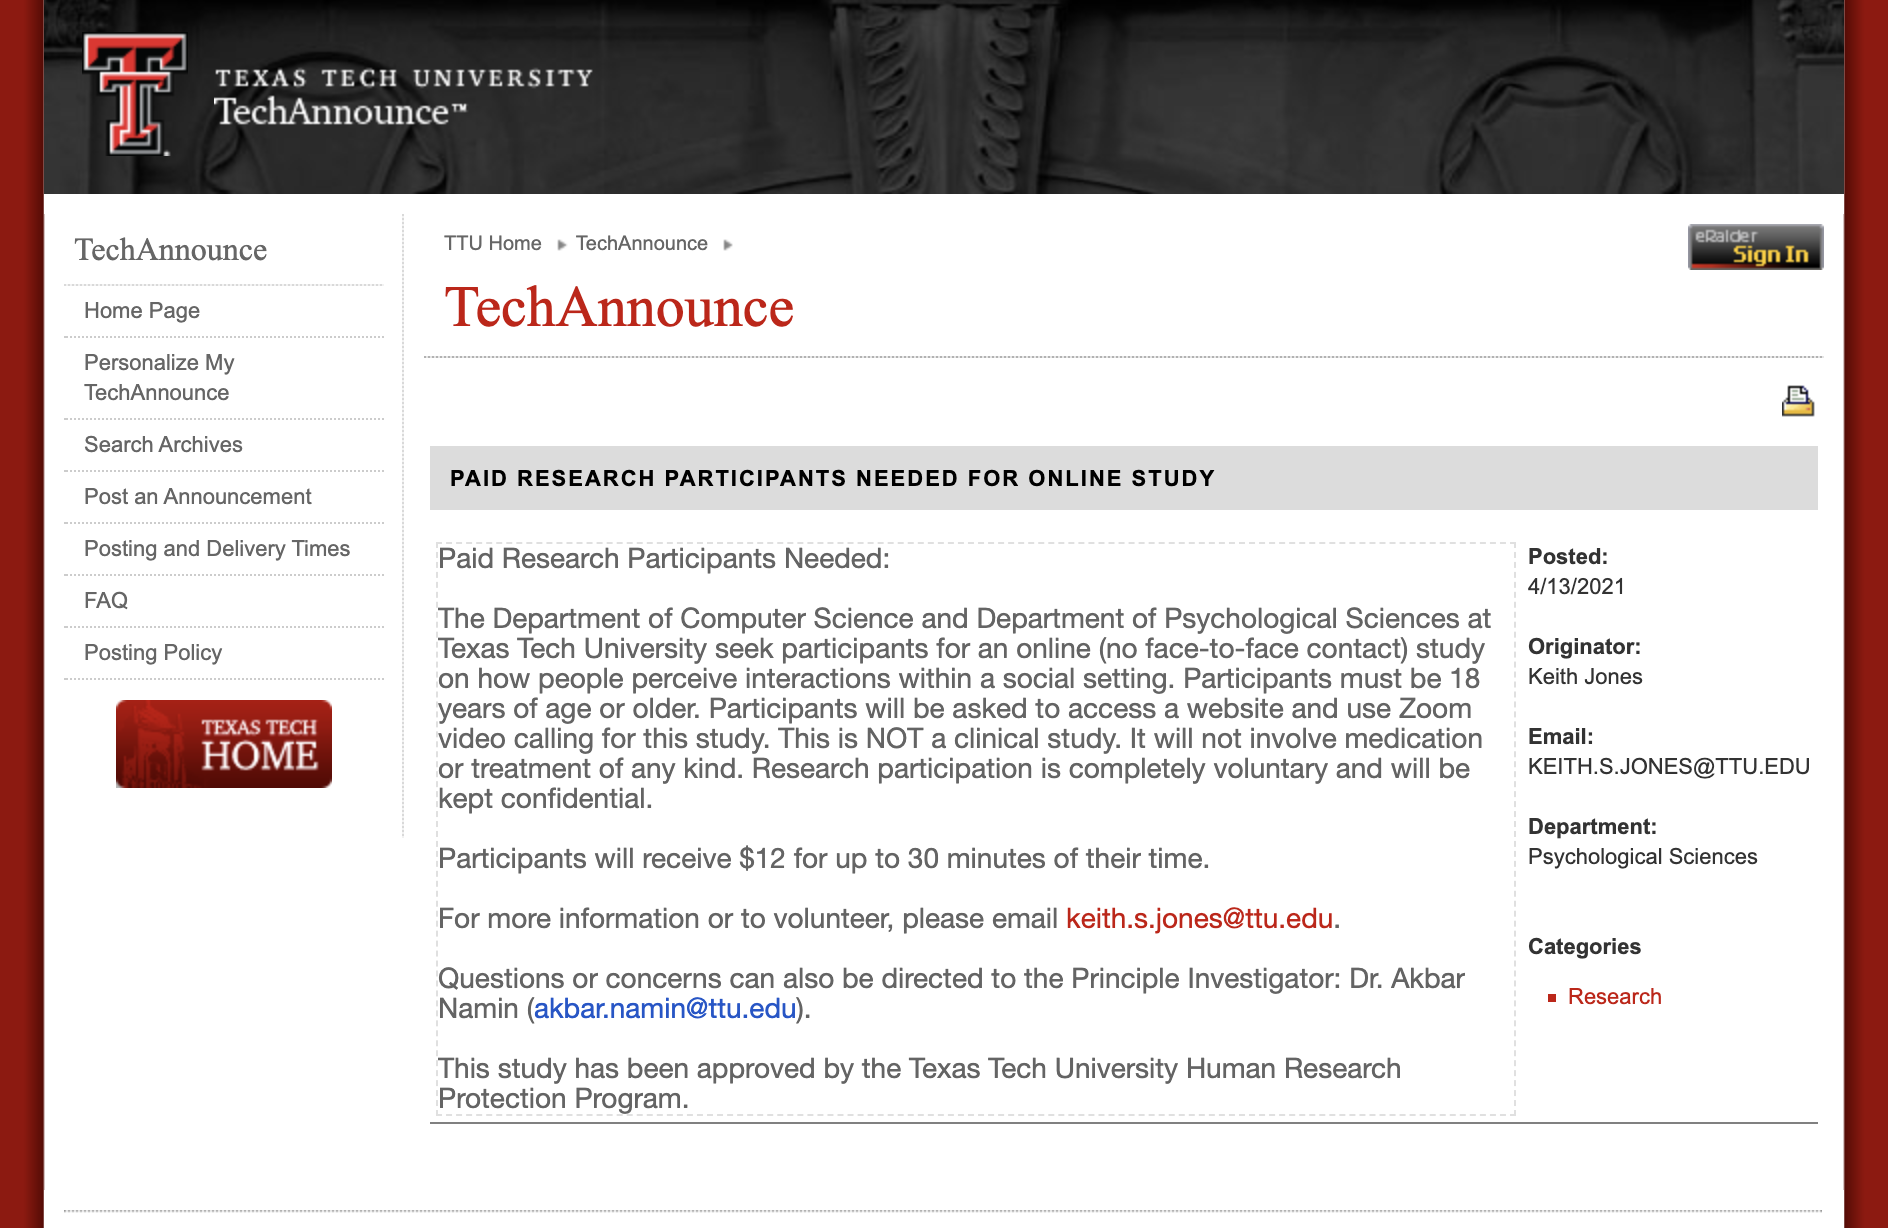 TEXAS TECH UNIVERSITY
TechAnnounce™
TechAnnounce
Home Page
Personalize My
TechAnnounce
Search Archives
Post an Announcement
Posting and Delivery Times
FAQ
Posting Policy
TEXAS TECH
HOME
TTU Home TechAnnounce
eRaider
Sign In
TechAnnounce
PAID RESEARCH PARTICIPANTS NEEDED FOR ONLINE STUDY
Paid Research Participants Needed:
The Department of Computer Science and Department of Psychological Sciences at
Texas Tech University seek participants for an online (no face-to-face contact) study
on how people perceive interactions within a social setting. Participants must be 18
years of age or older. Participants will be asked to access a website and use Zoom
video calling for this study. This is NOT a clinical study. It will not involve medication
or treatment of any kind. Research participation is completely voluntary and will be
kept confidential.
Participants will receive $12 for up to 30 minutes of their time.
For more information or to volunteer, please email keith.s.jones@ttu.edu.
Questions or concerns can also be directed to the Principle Investigator: Dr. Akbar
Namin (akbar.namin@ttu.edu).
This study has been approved by the Texas Tech University Human Research
Protection Program.
Posted:
4/13/2021
Originator:
Keith Jones
Email:
KEITH.S.JONES@TTU.EDU
Department:
Psychological Sciences
Categories
Research